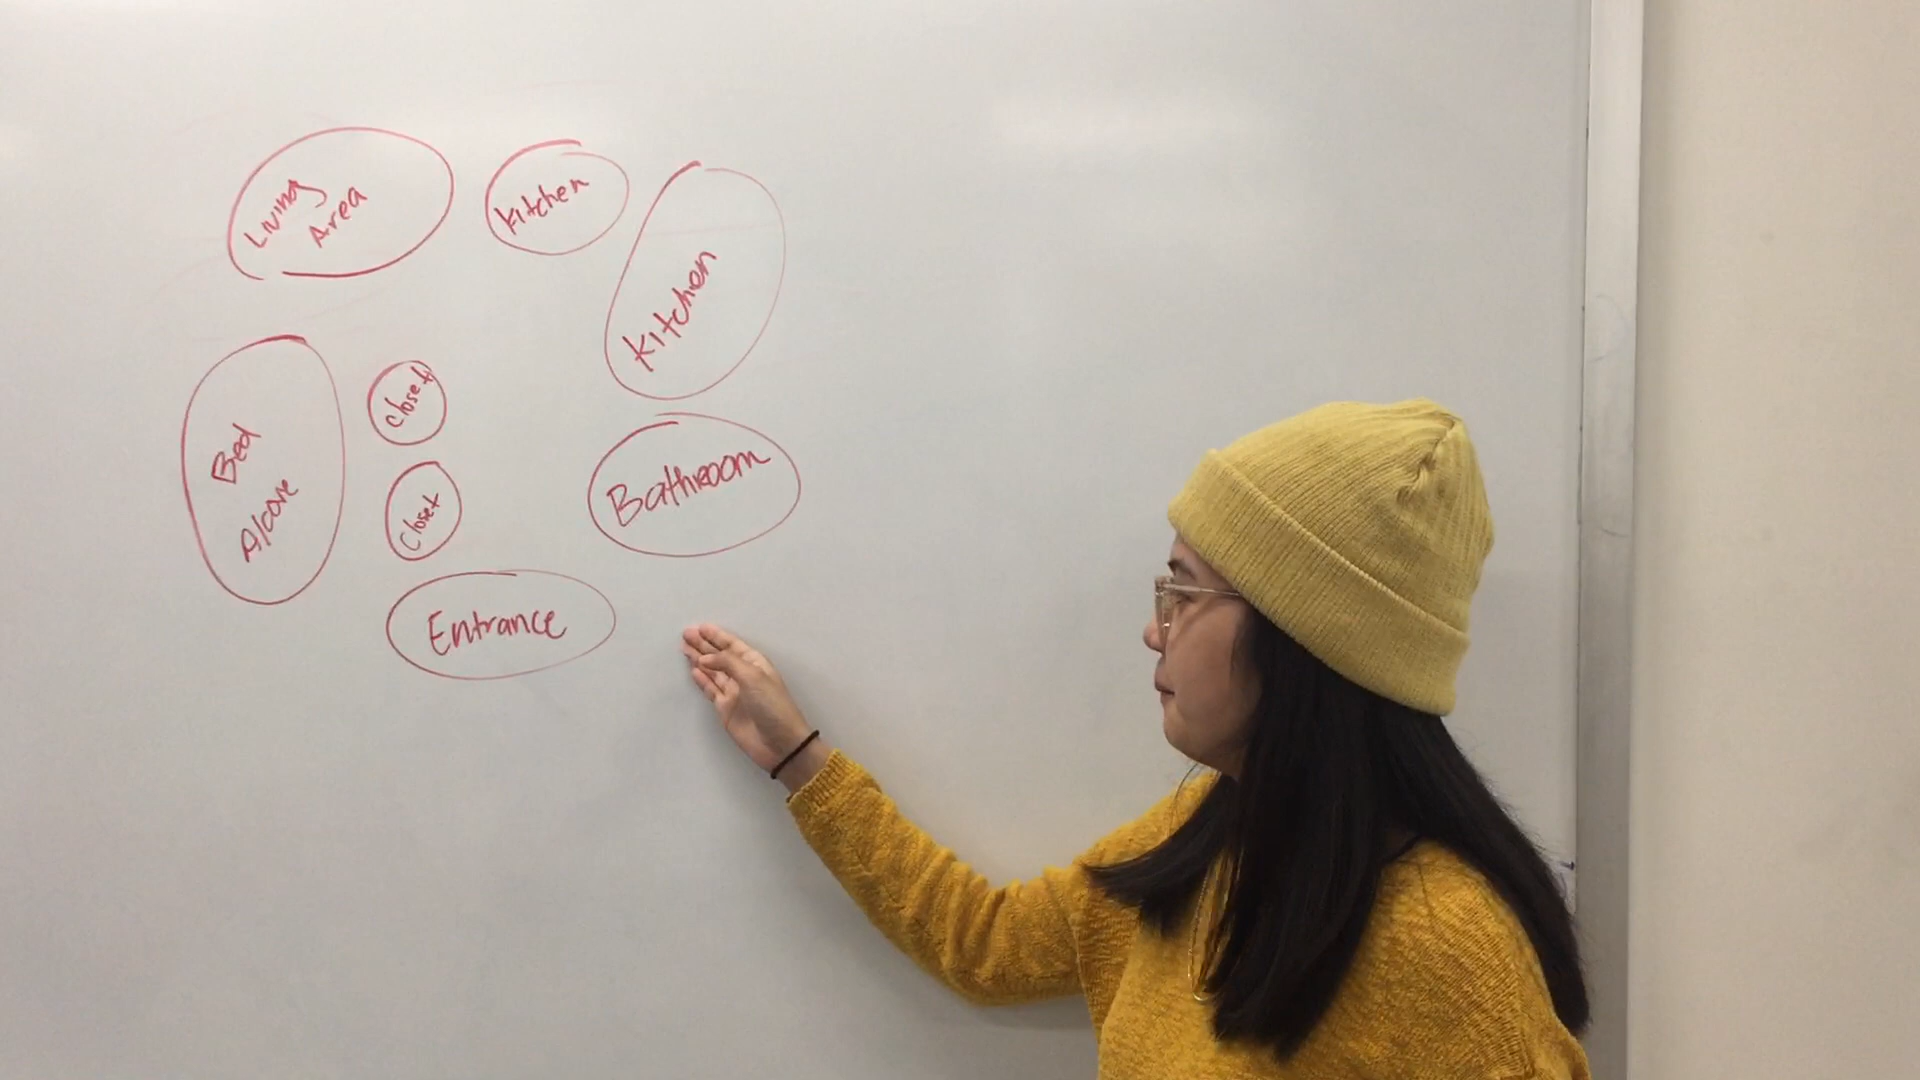 Living
Area
Kitchen
Kitchen
Bed
Alcove
Closet
Closet
Bathroom
Entrance